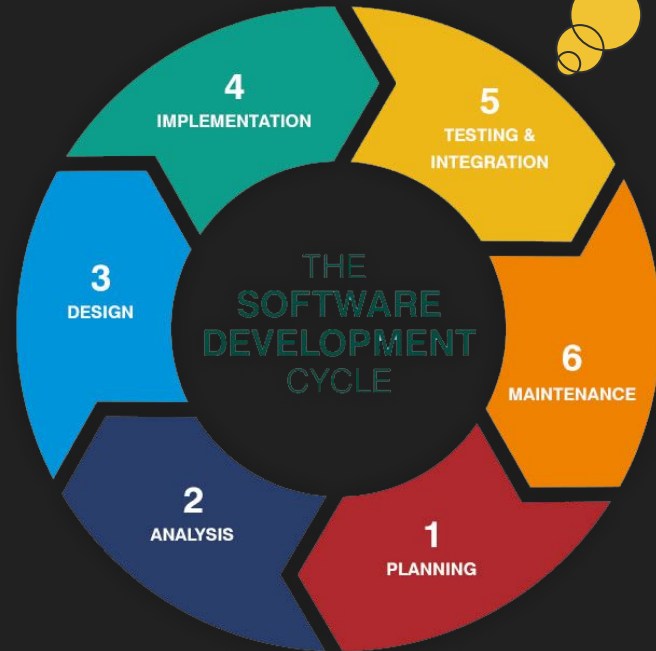 4
IMPLEMENTATION
5
TESTING &
INTEGRATION
3
DESIGN
THE
SOFTWARE
DEVELOPMENT
CYCLE
6
MAINTENANCE
2
ANALYSIS
1
PLANNING